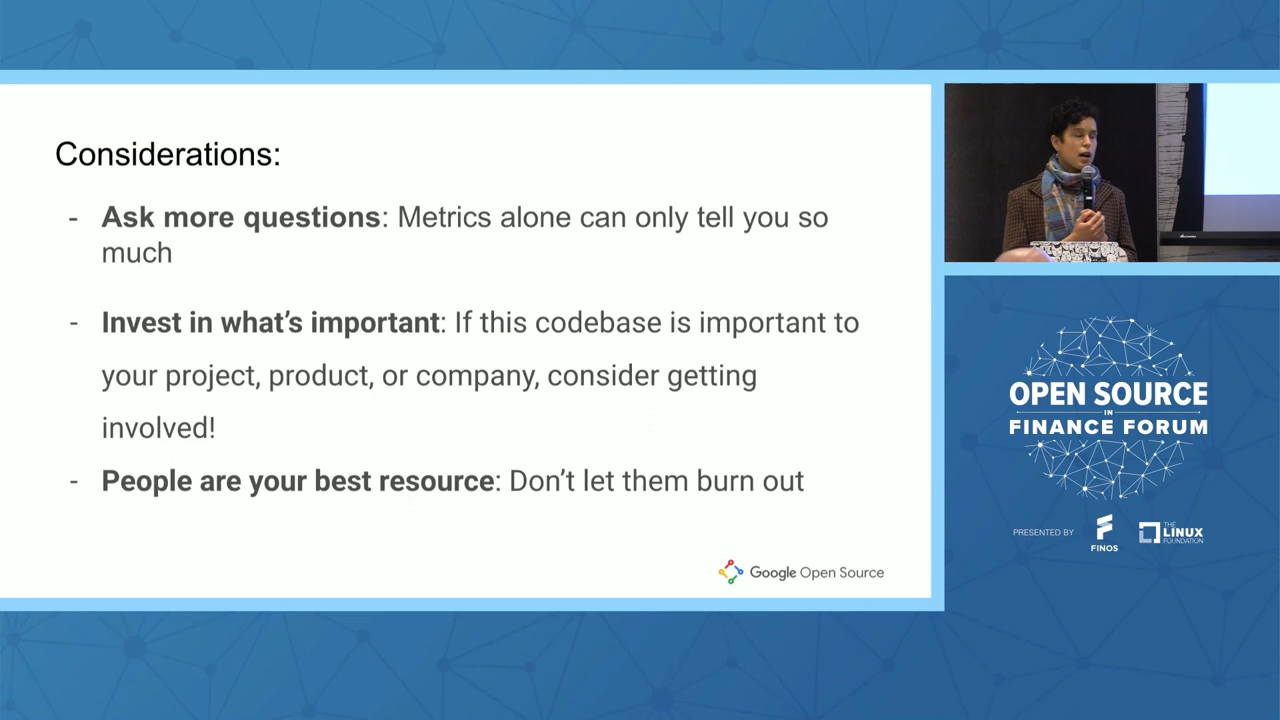 Considerations:
- Ask more questions: Metrics alone can only tell you so
much
- Invest in what’s important: If this codebase is important to
your project, product, or company, consider getting
involved!
- People are your best resource: Don’t let them burn out
Google Open Source
OPEN SOURCE
IN
FINANCE FORUM
PRESENTED BY
FINOS
THE
LINUX
FOUNDATION